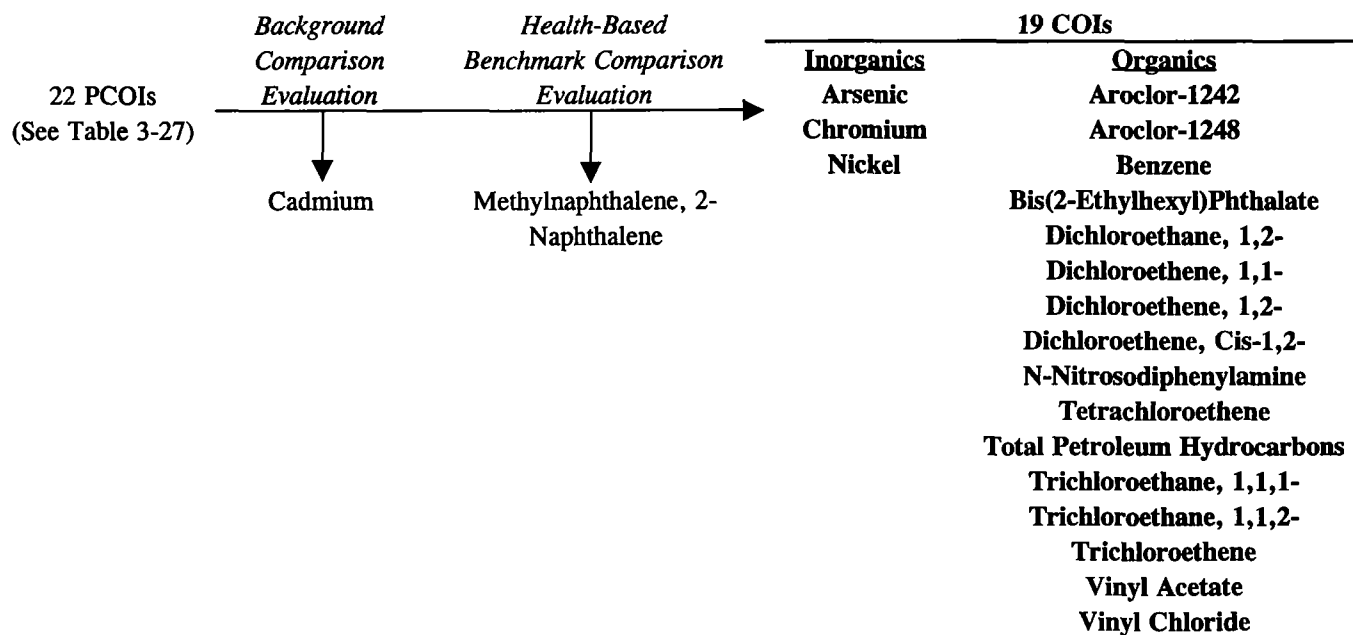 22 PCOIs
(See Table 3-27)
Background
Comparison
Evaluation
Cadmium
Health-Based
Benchmark Comparison
Evaluation
Methylnaphthalene, 2-
Naphthalene
19 COIs
Inorganics
Arsenic
Chromium
Nickel
Organics
Aroclor-1242
Aroclor-1248
Benzene
Bis(2-Ethylhexyl)Phthalate
Dichloroethane, 1,2-
Dichloroethene, 1,1-
Dichloroethene, 1,2-
Dichloroethene, Cis-1,2-
N-Nitrosodiphenylamine
Tetrachloroethene
Total Petroleum Hydrocarbons
Trichloroethane, 1,1,1-
Trichloroethane, 1,1,2-
Trichloroethene
Vinyl Acetate
Vinyl Chloride